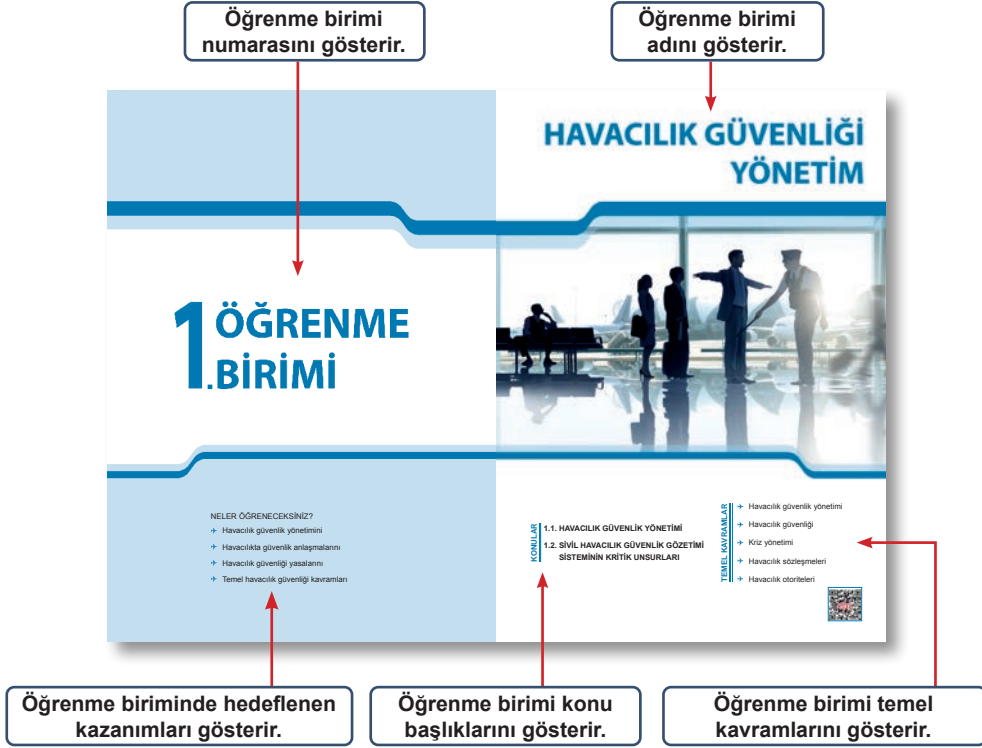 Öğrenme birimi
numarasını gösterir.
Öğrenme birimi
adını gösterir.
HAVACILIK GÜVENLİĞİ
YÖNETİM
1.ÖĞRENME
BİRİMİ
NELER ÖĞRENECEKSİNİZ?
Havacılık güvenlik yönetimini
Havacılıkta güvenlik anlaşmalarını
Havacılık güvenliği yasalarını
Temel havacılık güvenliği kavramları
KONULAR
1.1. HAVACILIK GÜVENLİK YÖNETİMİ
1.2. SİVİL HAVACILIK GÜVENLİK GÖZETİMİ
SİSTEMİNİN KRİTİK UNSURLARI
TEMEL KAVRAMLAR
Havacılık güvenlik yönetimi
Havacılık güvenliği
Kriz yönetimi
Havacılık sözleşmeleri
Havacılık otoriteleri
Öğrenme biriminde hedeflenen
kazanımları gösterir.
Öğrenme birimi konu
başlıklarını gösterir.
Öğrenme birimi temel
kavramlarını gösterir.